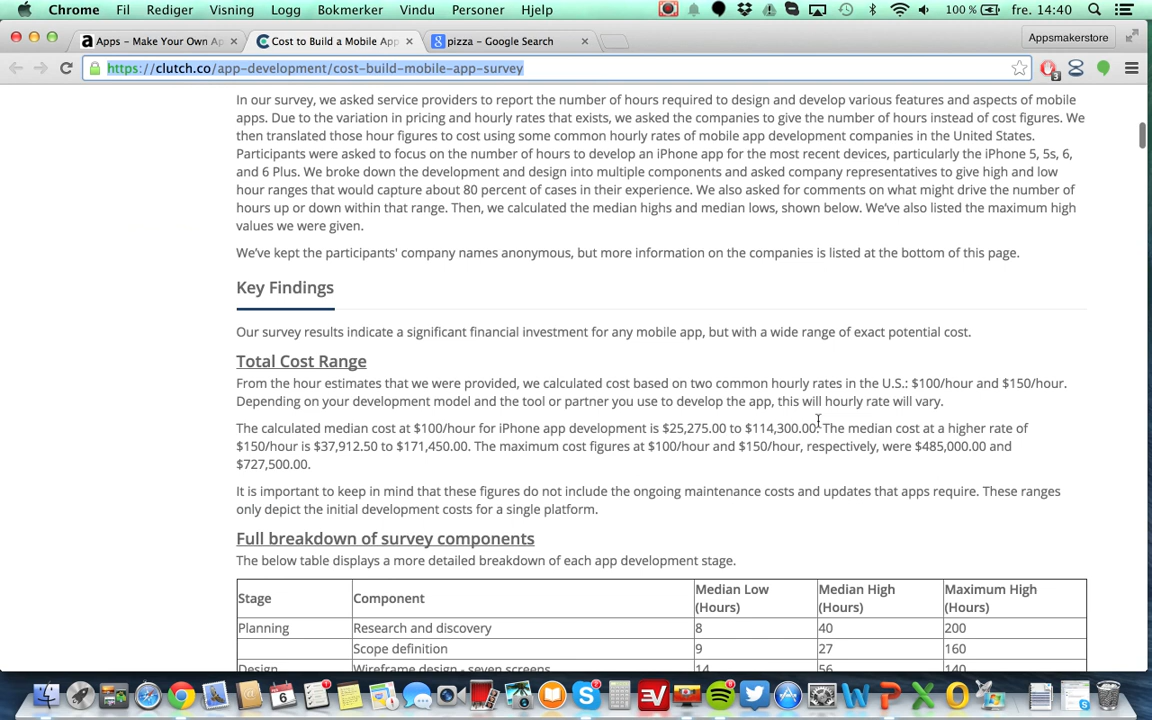 Chrome Fil Rediger Visning Logg Bokmerker Vindu Personer Hjelp 100 % fre. 14:40
Apps – Make Your Own Ap × Cost to Build a Mobile App × pizza – Google Search × Appsmakerstore
https://clutch.co/app-development/cost-build-mobile-app-survey 3
In our survey, we asked service providers to report the number of hours required to design and develop various features and aspects of mobile
apps. Due to the variation in pricing and hourly rates that exists, we asked the companies to give the number of hours instead of cost figures. We
then translated those hour figures to cost using some common hourly rates of mobile app development companies in the United States.
Participants were asked to focus on the number of hours to develop an iPhone app for the most recent devices, particularly the iPhone 5, 5s, 6,
and 6 Plus. We broke down the development and design into multiple components and asked company representatives to give high and low
hour ranges that would capture about 80 percent of cases in their experience. We also asked for comments on what might drive the number of
hours up or down within that range. Then, we calculated the median highs and median lows, shown below. We've also listed the maximum high
values we were given.
We've kept the participants' company names anonymous, but more information on the companies is listed at the bottom of this page.
Key Findings
Our survey results indicate a significant financial investment for any mobile app, but with a wide range of exact potential cost.
Total Cost Range
From the hour estimates that we were provided, we calculated cost based on two common hourly rates in the U.S.: $100/hour and $150/hour.
Depending on your development model and the tool or partner you use to develop the app, this will hourly rate will vary.
The calculated median cost at $100/hour for iPhone app development is $25,275.00 to $114,300.00. The median cost at a higher rate of
$150/hour is $37,912.50 to $171,450.00. The maximum cost figures at $100/hour and $150/hour, respectively, were $485,000.00 and
$727,500.00.
It is important to keep in mind that these figures do not include the ongoing maintenance costs and updates that apps require. These ranges
only depict the initial development costs for a single platform.
Full breakdown of survey components
The below table displays a more detailed breakdown of each app development stage.
Stage Component Median Low (Hours) Median High (Hours) Maximum High (Hours)
Planning Research and discovery 8 40 200
Scope definition 9 27 160
Design Wireframe design - seven screens 14 56 140